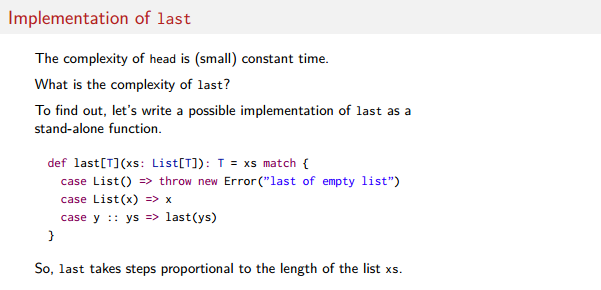 Implementation of last
The complexity of head is (small) constant time.
What is the complexity of last?
To find out, let's write a possible implementation of last as a
stand-alone function.
def last[T](xs: List[T]): T = xs match {
case List() => throw new Error("last of empty list")
case List(x) => x
case y :: ys => last(ys)
}
So, last takes steps proportional to the length of the list xs.